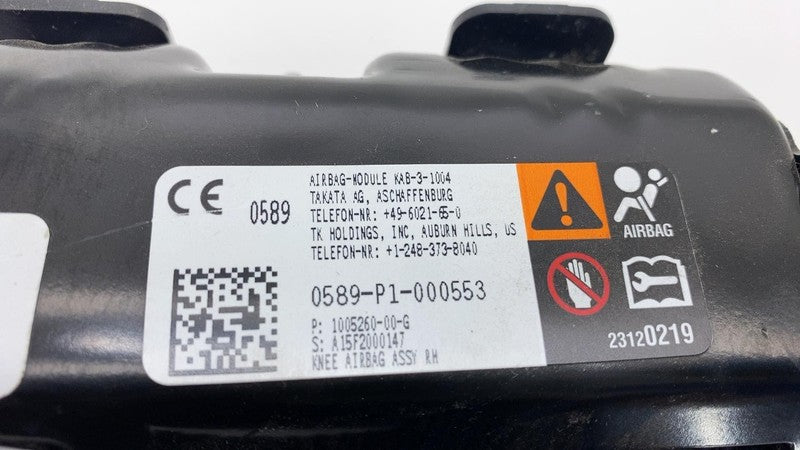 CE 0589
AIRBAG-MODULE KAB-3-1004
TAKATA AG, ASCHAFFENBURG
TELEFON-NR: +49-6021-65-0
TK HOLDINGS, INC, AUBURN HILLS, US
TELEFON-NR: +1-248-373-8040
0589-P1-000553
P: 1005260-00-G
S: A15F2000147
KNEE AIRBAG ASSY RH
AIRBAG
23120219